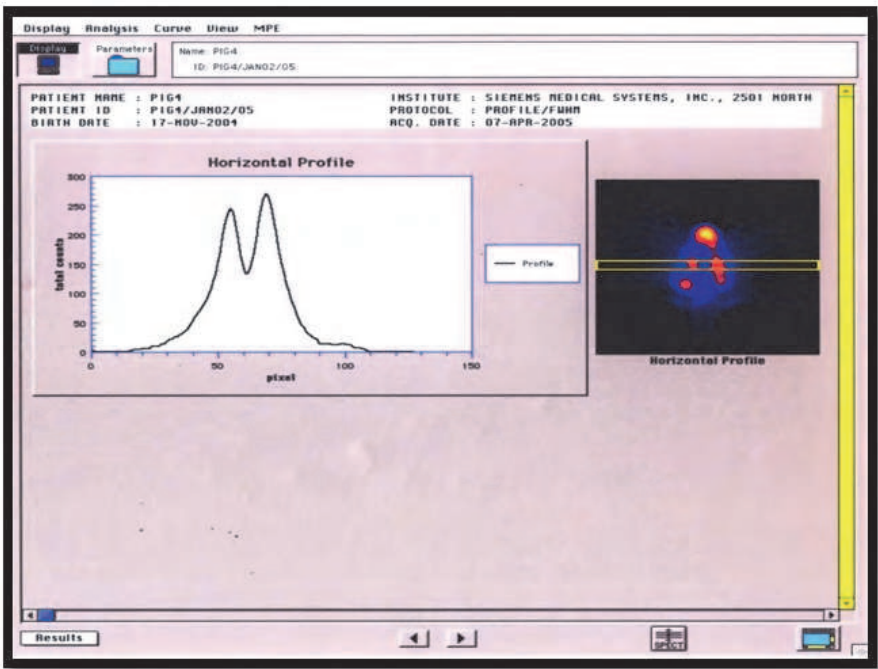 Display Analysis Curve View MPE
Display Parameters
Name: PIG4
ID: PIG4/JAN02/05
PATIENT NAME : PIG4
INSTITUTE : SIEMENS MEDICAL SYSTEMS, INC., 2501 NORTH
PATIENT ID : PIG4/JAN02/05
PROTOCOL : PROFILE/FWHM
BIRTH DATE : 17-NOV-2004
ACQ. DATE : 07-APR-2005
Horizontal Profile
300
250
200
150
100
50
0
total counts
0 50 100 150
pixel
Profile
Horizontal Profile
Results
SPECT